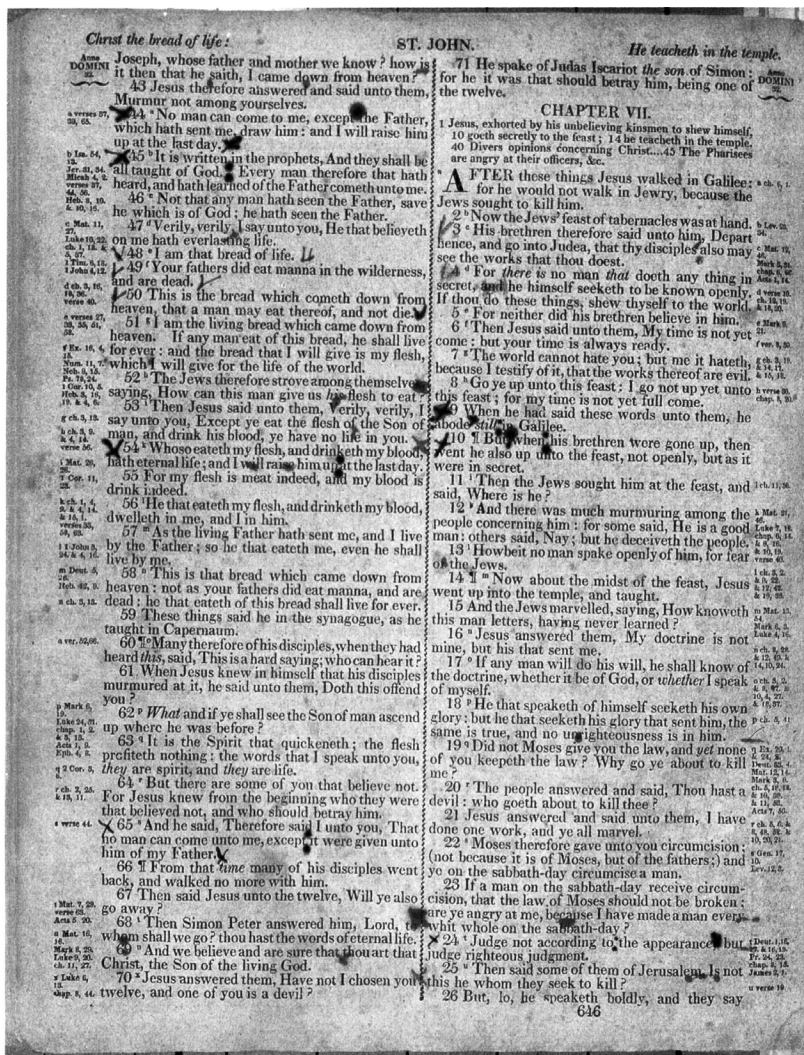 Christ the bread of life:
ST. JOHN.
He teacheth in the temple.
Anno
DOMINI
32.
Joseph, whose father and mother we know? how is
it then that he saith, I came down from heaven?
43 Jesus therefore answered and said unto them,
Murmur not among yourselves.
44 a No man can come to me, except the Father,
which hath sent me, draw him: and I will raise him
up at the last day.
45 b It is written in the prophets, And they shall be
all taught of God. Every man therefore that hath
heard, and hath learned of the Father cometh unto me.
46 c Not that any man hath seen the Father, save
he which is of God; he hath seen the Father.
47 d Verily, verily, I say unto you, He that believeth
on me hath everlasting life.
48 e I am that bread of life.
49 f Your fathers did eat manna in the wilderness,
and are dead.
50 This is the bread which cometh down from
heaven, that a man may eat thereof, and not die.
51 g I am the living bread which came down from
heaven. If any man eat of this bread, he shall live
for ever: and the bread that I will give is my flesh,
which I will give for the life of the world.
52 h The Jews therefore strove among themselves
saying, How can this man give us his flesh to eat?
53 i Then Jesus said unto them, Verily, verily, I
say unto you, Except ye eat the flesh of the Son of
man, and drink his blood, ye have no life in you.
54 k Whoso eateth my flesh, and drinketh my blood,
hath eternal life; and I will raise him up at the last day.
55 For my flesh is meat indeed, and my blood is
drink indeed.
56 l He that eateth my flesh, and drinketh my blood,
dwelleth in me, and I in him.
57 m As the living Father hath sent me, and I live
by the Father; so he that eateth me, even he shall
live by me.
58 n This is that bread which came down from
heaven: not as your fathers did eat manna, and are
dead: he that eateth of this bread shall live for ever.
59 These things said he in the synagogue, as he
taught in Capernaum.
60 ¶ o Many therefore of his disciples, when they had
heard this, said, This is a hard saying; who can hear it?
61 When Jesus knew in himself that his disciples
murmured at it, he said unto them, Doth this offend
you?
62 p What and if ye shall see the Son of man ascend
up where he was before?
63 q It is the Spirit that quickeneth; the flesh
profiteth nothing: the words that I speak unto you,
they are spirit, and they are life.
64 r But there are some of you that believe not.
For Jesus knew from the beginning who they were
that believed not, and who should betray him.
65 s And he said, Therefore said I unto you, That
no man can come unto me, except it were given unto
him of my Father.
66 ¶ From that time many of his disciples went
back, and walked no more with him.
67 Then said Jesus unto the twelve, Will ye also
go away?
68 t Then Simon Peter answered him, Lord, to
whom shall we go? thou hast the words of eternal life.
69 u And we believe and are sure that thou art that
Christ, the Son of the living God.
70 x Jesus answered them, Have not I chosen you
twelve, and one of you is a devil?
71 He spake of Judas Iscariot the son of Simon:
for he it was that should betray him, being one of
the twelve.
Anno
DOMINI
32.
CHAPTER VII.
1 Jesus, exhorted by his unbelieving kinsmen to shew himself,
10 goeth secretly to the feast; 14 he teacheth in the temple.
40 Divers opinions concerning Christ....45 The Pharisees
are angry at their officers, &c.
AFTER these things Jesus walked in Galilee:
for he would not walk in Jewry, because the
Jews sought to kill him.
2 b Now the Jews' feast of tabernacles was at hand.
3 c His brethren therefore said unto him, Depart
hence, and go into Judea, that thy disciples also may
see the works that thou doest.
4 d For there is no man that doeth any thing in
secret, and he himself seeketh to be known openly.
If thou do these things, shew thyself to the world.
5 e For neither did his brethren believe in him.
6 f Then Jesus said unto them, My time is not yet
come: but your time is always ready.
7 g The world cannot hate you; but me it hateth,
because I testify of it, that the works thereof are evil.
8 h Go ye up unto this feast: I go not up yet unto
this feast; for my time is not yet full come.
9 When he had said these words unto them, he
abode still in Galilee.
10 ¶ But when his brethren were gone up, then
went he also up unto the feast, not openly, but as it
were in secret.
11 i Then the Jews sought him at the feast, and
said, Where is he?
12 k And there was much murmuring among the
people concerning him: for some said, He is a good
man: others said, Nay; but he deceiveth the people.
13 l Howbeit no man spake openly of him, for fear
of the Jews.
14 ¶ m Now about the midst of the feast, Jesus
went up into the temple, and taught.
15 And the Jews marvelled, saying, How knoweth
this man letters, having never learned?
16 n Jesus answered them, My doctrine is not
mine, but his that sent me.
17 o If any man will do his will, he shall know of
the doctrine, whether it be of God, or whether I speak
of myself.
18 p He that speaketh of himself seeketh his own
glory: but he that seeketh his glory that sent him, the
same is true, and no unrighteousness is in him.
19 q Did not Moses give you the law, and yet none
of you keepeth the law? Why go ye about to kill
me?
20 r The people answered and said, Thou hast a
devil: who goeth about to kill thee?
21 Jesus answered and said unto them, I have
done one work, and ye all marvel.
22 s Moses therefore gave unto you circumcision;
(not because it is of Moses, but of the fathers;) and
ye on the sabbath-day circumcise a man.
23 If a man on the sabbath-day receive circum-
cision, that the law of Moses should not be broken;
are ye angry at me, because I have made a man every
whit whole on the sabbath-day?
24 t Judge not according to the appearance, but
judge righteous judgment.
25 u Then said some of them of Jerusalem, Is not
this he whom they seek to kill?
26 But, lo, he speaketh boldly, and they say
646